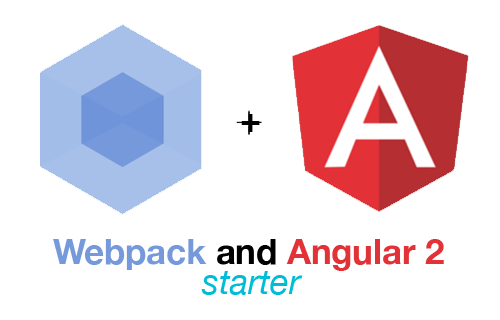 +
A
Webpack and Angular 2
starter